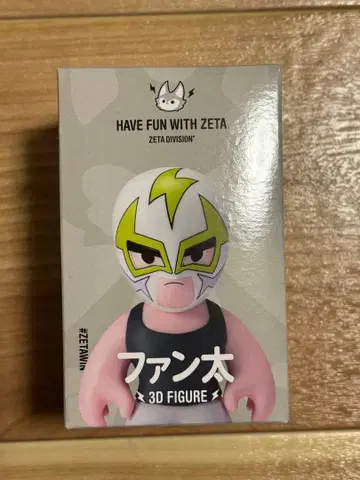 HAVE FUN WITH ZETA
ZETA DIVISION®
#ZETAWIN
ファン太
3D FIGURE